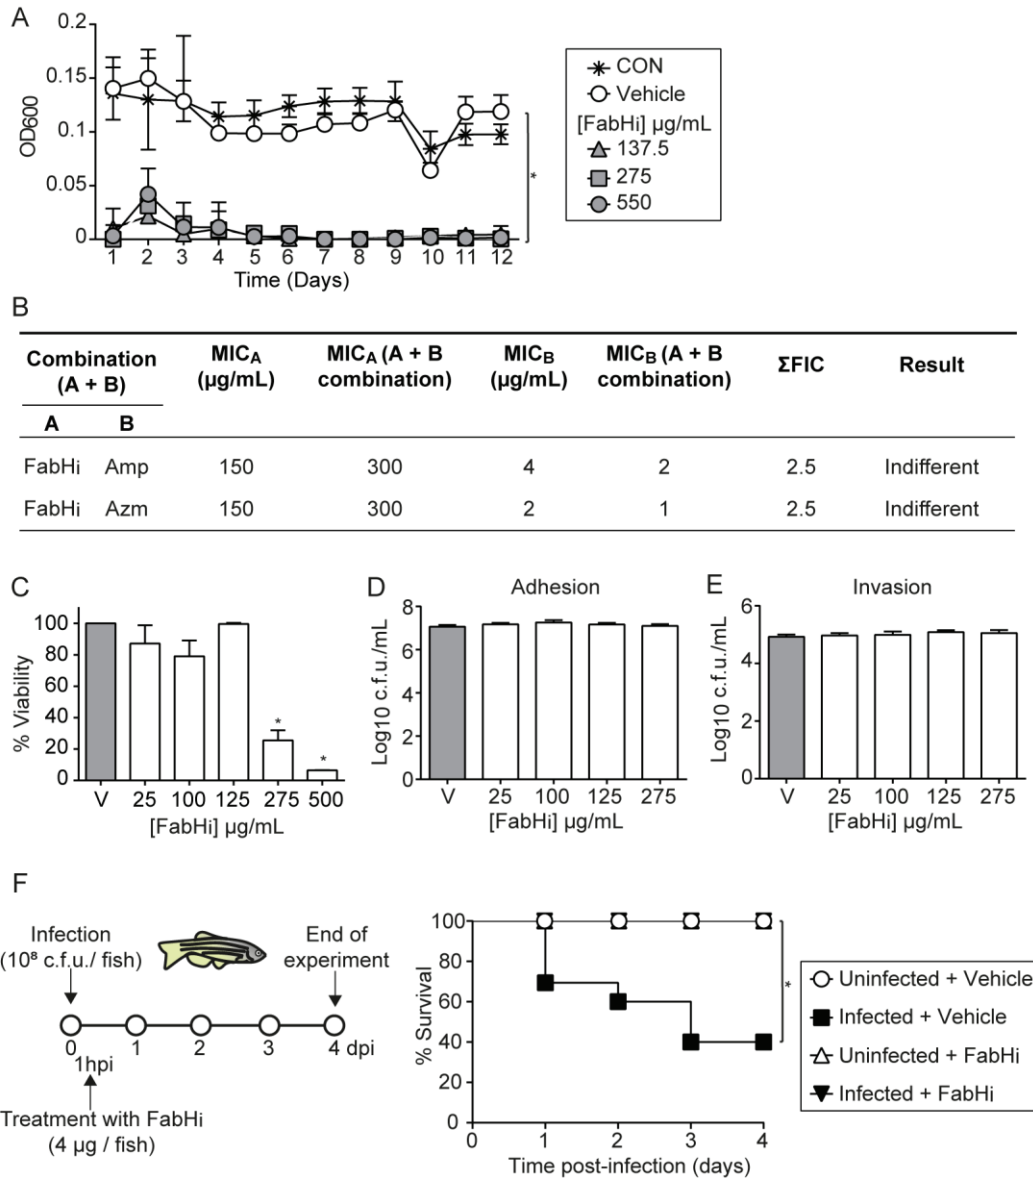 A
0.2
0.15
0.1
0.05
0
OD600
1 2 3 4 5 6 7 8 9 10 11 12
Time (Days)
*
CON
Vehicle
[FabHi] µg/mL
137.5
275
550
B
Combination (A + B)
MICA (µg/mL)
MICA (A + B combination)
MICB (µg/mL)
MICB (A + B combination)
ΣFIC
Result
A B
FabHi Amp 150 300 4 2 2.5 Indifferent
FabHi Azm 150 300 2 1 2.5 Indifferent
C
% Viability
100
80
60
40
20
0
* *
V 25 100 125 275 500
[FabHi] µg/mL
D
Adhesion
Log10 c.f.u./mL
8
6
4
2
0
V 25 100 125 275
[FabHi] µg/mL
E
Invasion
Log10 c.f.u./mL
6
4
2
0
V 25 100 125 275
[FabHi] µg/mL
F
Infection
(10⁸ c.f.u./ fish)
End of
experiment
0 1 2 3 4 dpi
1hpi
Treatment with FabHi
(4 µg / fish)
% Survival
100
80
60
40
20
0
0 1 2 3 4
Time post-infection (days)
*
Uninfected + Vehicle
Infected + Vehicle
Uninfected + FabHi
Infected + FabHi